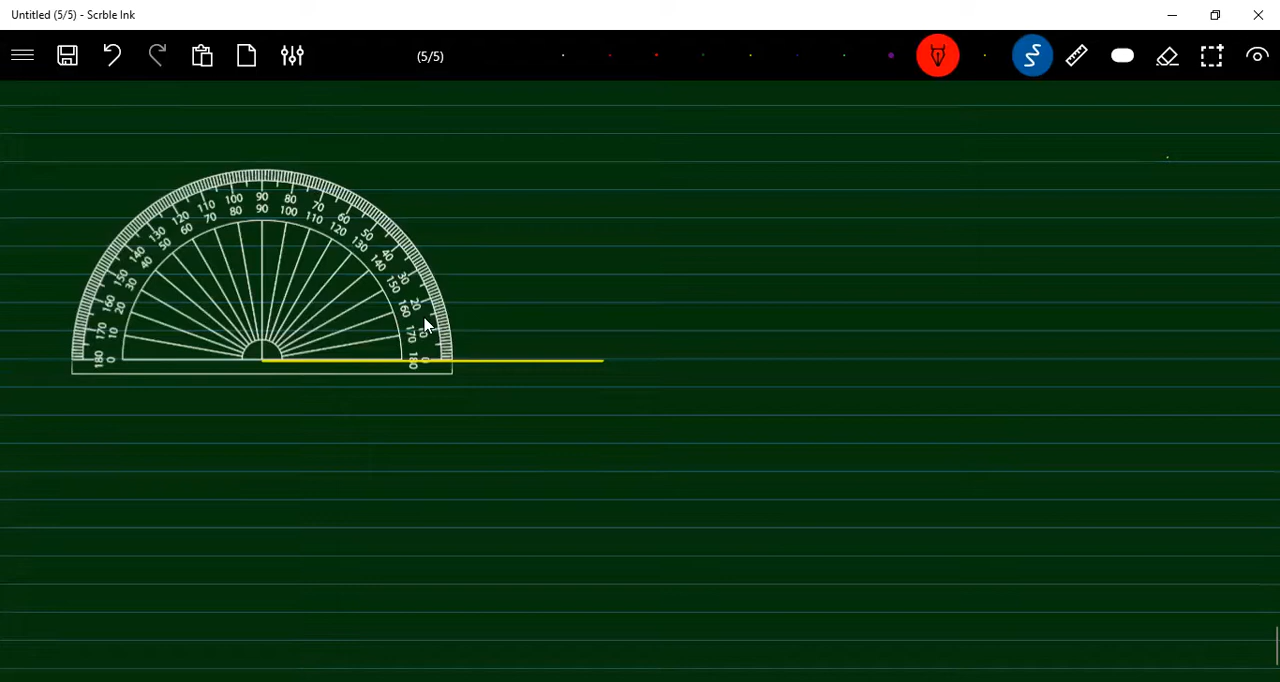 Untitled (5/5) - Scrble Ink
(5/5)
180 170 160 150 140 130 120 110 100 90 80 70 60 50 40 30 20 10 0
0 10 20 30 40 50 60 70 80 90 100 110 120 130 140 150 160 170 180